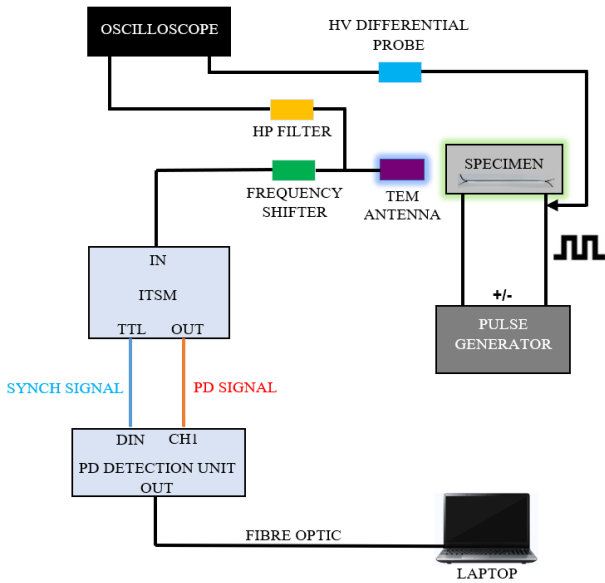 OSCILLOSCOPE
HV DIFFERENTIAL
PROBE
HP FILTER
SPECIMEN
FREQUENCY
SHIFTER
TEM
ANTENNA
IN
ITSM
TTL OUT
+/-
PULSE
GENERATOR
SYNCH SIGNAL
PD SIGNAL
DIN CH1
PD DETECTION UNIT
OUT
FIBRE OPTIC
LAPTOP